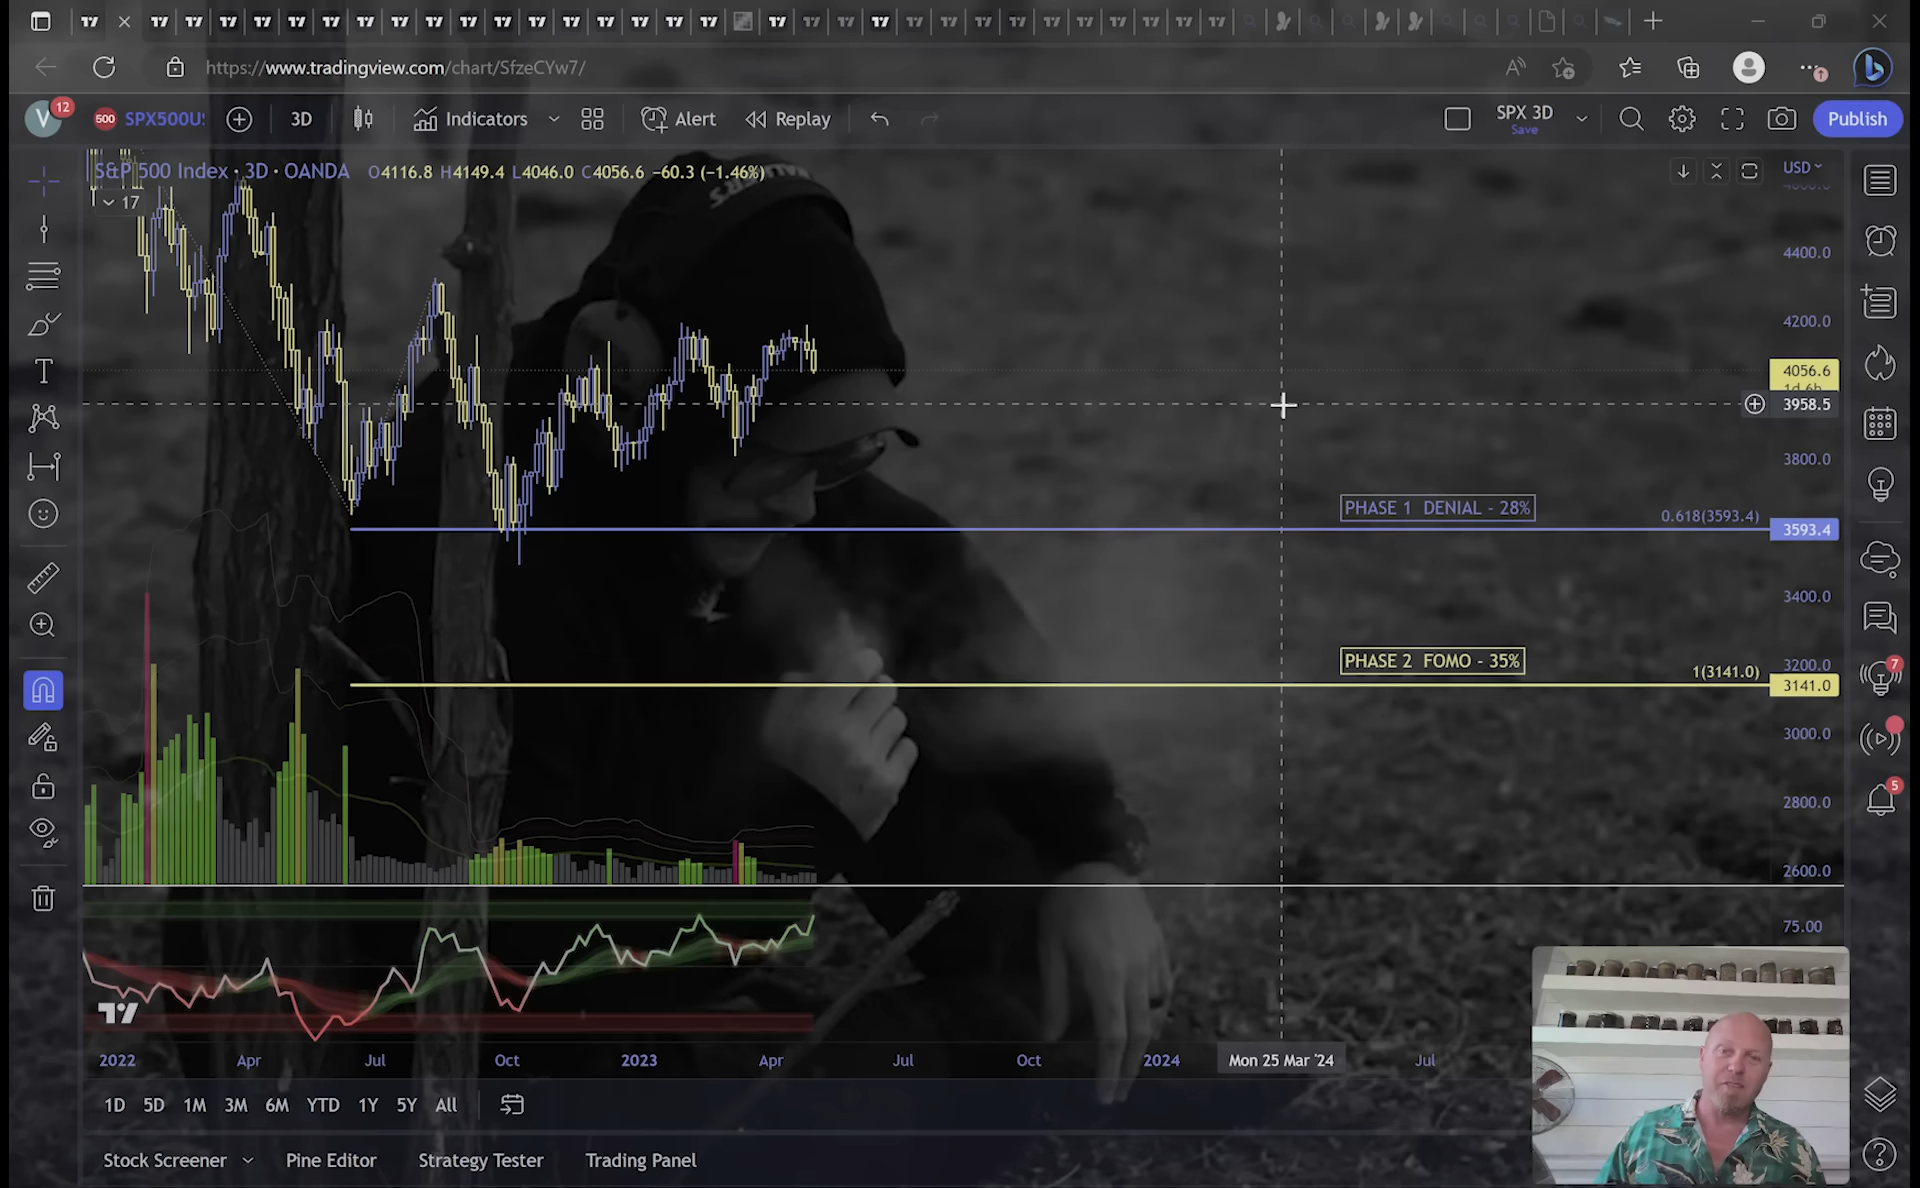 https://www.tradingview.com/chart/SfzeCYw7/
V 12 500 SPX500U 3D Indicators Alert Replay SPX 3D Save Publish
S&P 500 Index · 3D · OANDA O4116.8 H4149.4 L4046.0 C4056.6 −60.3 (−1.46%)
USD
17
4400.0
4200.0
4056.6
1d 6h
3958.5
3800.0
PHASE 1 DENIAL - 28%
0.618(3593.4)
3593.4
3400.0
PHASE 2 FOMO - 35%
3200.0
1(3141.0)
3141.0
3000.0
2800.0
2600.0
75.00
7
5
2022 Apr Jul Oct 2023 Apr Jul Oct 2024 Mon 25 Mar '24 Jul
1D 5D 1M 3M 6M YTD 1Y 5Y All
Stock Screener Pine Editor Strategy Tester Trading Panel